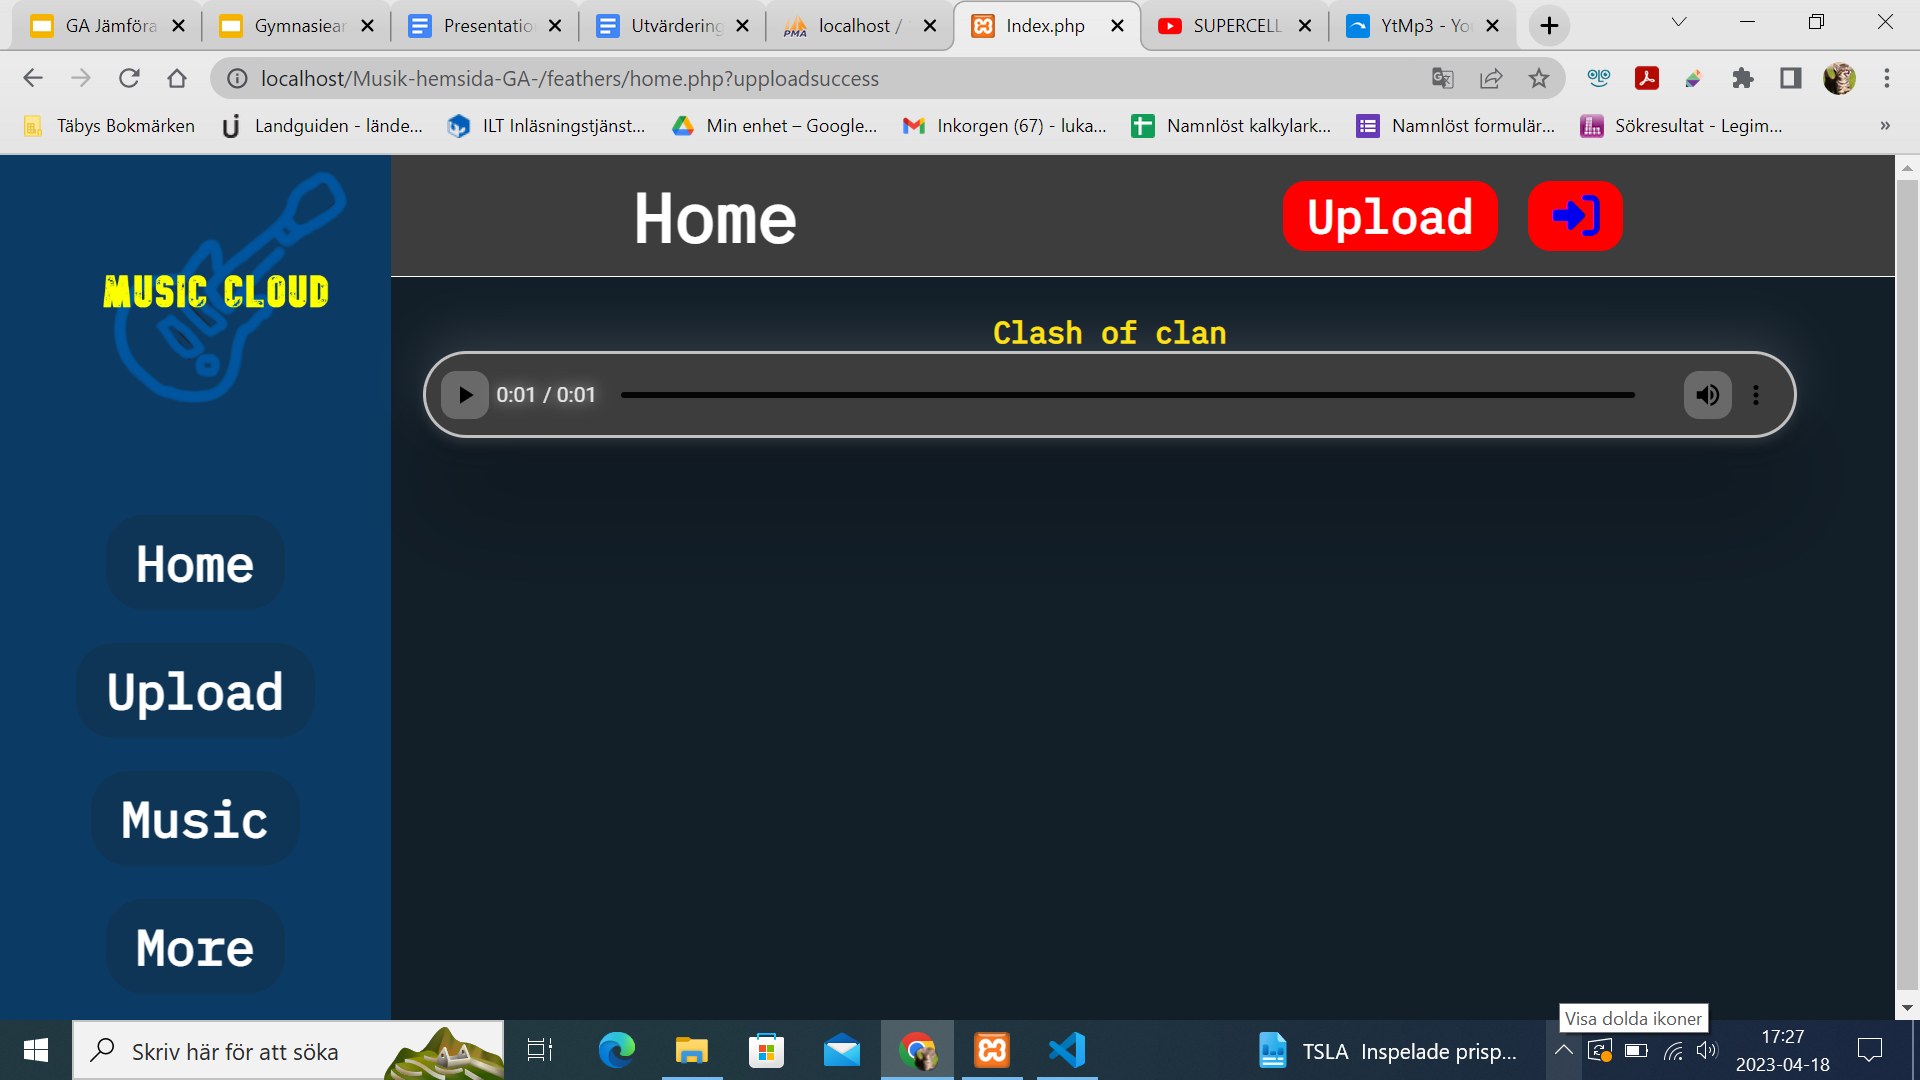 GA Jämföra
Gymnasiear
Presentatio
Utvärdering
localhost /
Index.php
SUPERCELL
YtMp3 - You
localhost/Musik-hemsida-GA-/feathers/home.php?upploadsuccess
Täbys Bokmärken
Landguiden - lände...
ILT Inläsningstjänst...
Min enhet – Google...
Inkorgen (67) - luka...
Namnlöst kalkylark...
Namnlöst formulär...
Sökresultat - Legim...
»
MUSIC CLOUD
Home
Upload
Clash of clan
0:01 / 0:01
Home
Upload
Music
More
Visa dolda ikoner
Skriv här för att söka
TSLA Inspelade prisp...
17:27
2023-04-18